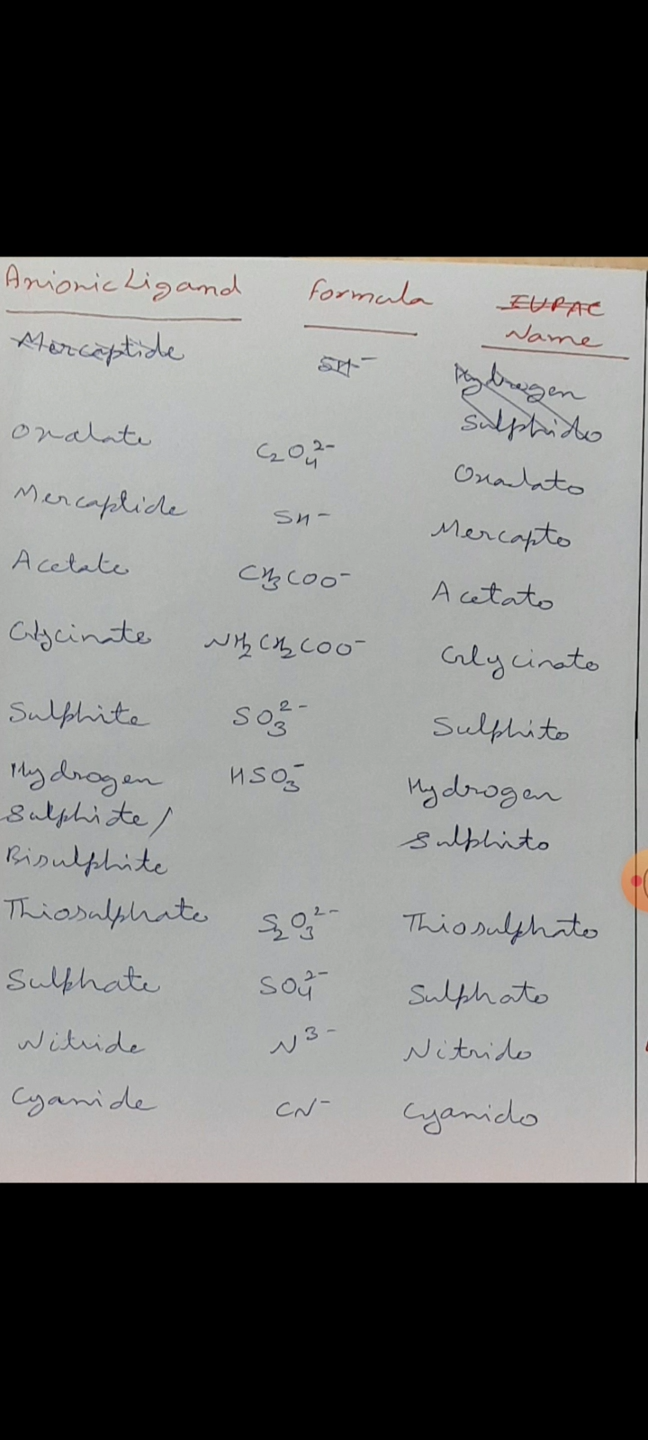 Anionic Ligand Formula IUPAC
Name
Mercaptide SH⁻ Hydrogen
Sulphido
Oxalate C₂O₄²⁻ Oxalato
Mercaptide SH⁻ Mercapto
Acetate CH₃COO⁻ Acetato
Glycinate NH₂CH₂COO⁻ Glycinato
Sulphite SO₃²⁻ Sulphito
Hydrogen HSO₃⁻ Hydrogen
Sulphite/ Sulphito
Bisulphite
Thiosulphate S₂O₃²⁻ Thiosulphato
Sulphate SO₄²⁻ Sulphato
Nitride N³⁻ Nitrido
Cyanide CN⁻ Cyanido